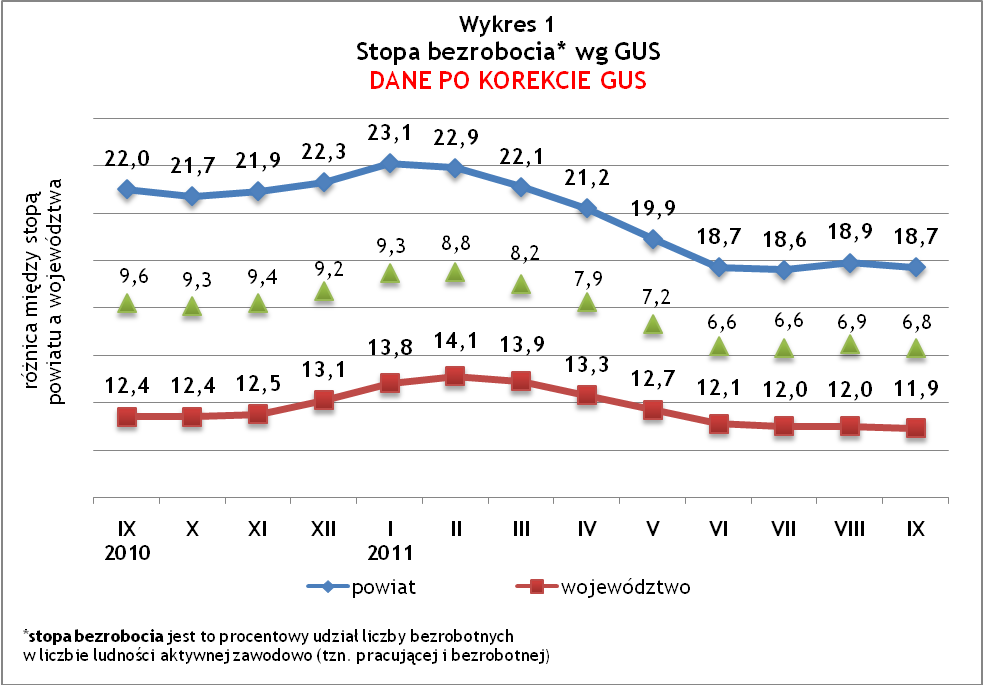 Wykres 1
Stopa bezrobocia* wg GUS
DANE PO KOREKCIE GUS
różnica między stopą
powiatu a województwa
22,0 21,7 21,9 22,3 23,1 22,9 22,1 21,2 19,9 18,7 18,6 18,9 18,7
9,6 9,3 9,4 9,2 9,3 8,8 8,2 7,9 7,2 6,6 6,6 6,9 6,8
12,4 12,4 12,5 13,1 13,8 14,1 13,9 13,3 12,7 12,1 12,0 12,0 11,9
IX X XI XII I II III IV V VI VII VIII IX
2010 2011
powiat województwo
*stopa bezrobocia jest to procentowy udział liczby bezrobotnych
w liczbie ludności aktywnej zawodowo (tzn. pracującej i bezrobotnej)